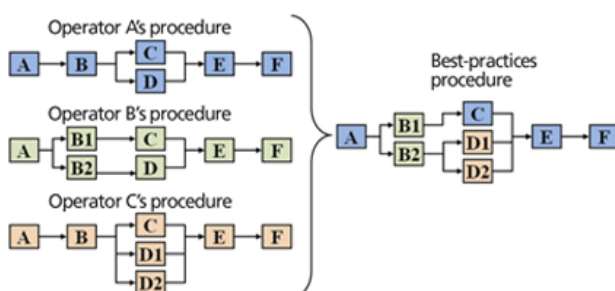 Operator A's procedure
A B C D E F
Operator B's procedure
A B1 B2 C D E F
Operator C's procedure
A B C D1 D2 E F
Best-practices
procedure
A B1 B2 C D1 D2 E F